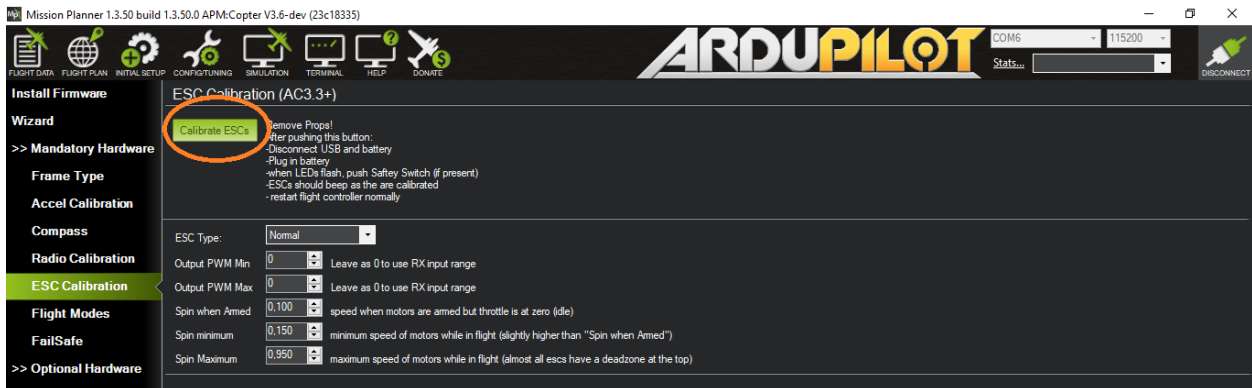 Mission Planner 1.3.50 build 1.3.50.0 APM:Copter V3.6-dev (23c18335)
FLIGHT DATA FLIGHT PLAN INITIAL SETUP CONFIG/TUNING SIMULATION TERMINAL HELP DONATE
ARDUPILOT
COM6 115200
Stats...
DISCONNECT
Install Firmware
Wizard
>> Mandatory Hardware
Frame Type
Accel Calibration
Compass
Radio Calibration
ESC Calibration
Flight Modes
FailSafe
>> Optional Hardware
ESC Calibration (AC3.3+)
Calibrate ESCs
Remove Props!
After pushing this button:
-Disconnect USB and battery
-Plug in battery
-when LEDs flash, push Saftey Switch (if present)
-ESCs should beep as the are calibrated
- restart flight controller normally
ESC Type: Normal
Output PWM Min 0 Leave as 0 to use RX input range
Output PWM Max 0 Leave as 0 to use RX input range
Spin when Armed 0,100 speed when motors are armed but throttle is at zero (idle)
Spin minimum 0,150 minimum speed of motors while in flight (slightly higher than "Spin when Armed")
Spin Maximum 0,950 maximum speed of motors while in flight (almost all escs have a deadzone at the top)